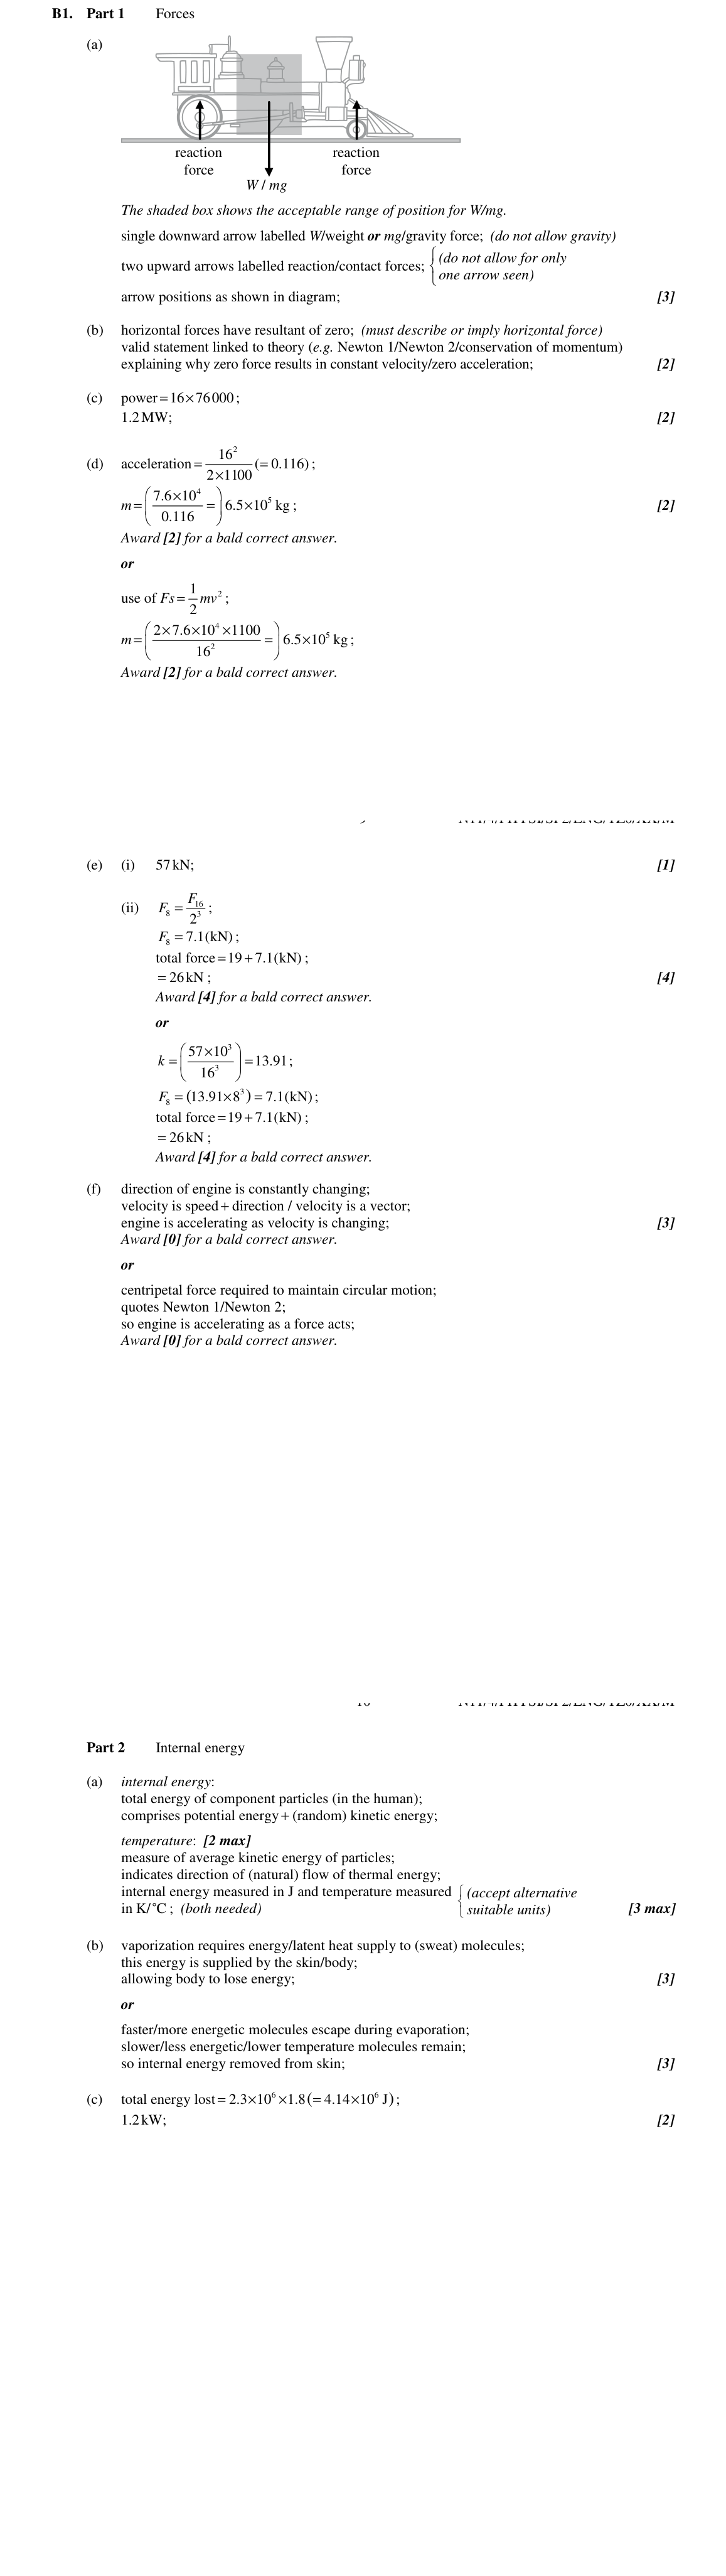 B1. Part 1 Forces
(a)
reaction force
reaction force
W / mg
The shaded box shows the acceptable range of position for W/mg.
single downward arrow labelled W/weight or mg/gravity force; (do not allow gravity)
two upward arrows labelled reaction/contact forces; {(do not allow for only one arrow seen)
arrow positions as shown in diagram; [3]
(b) horizontal forces have resultant of zero; (must describe or imply horizontal force)
valid statement linked to theory (e.g. Newton 1/Newton 2/conservation of momentum)
explaining why zero force results in constant velocity/zero acceleration; [2]
(c) power = 16×76000;
1.2 MW; [2]
(d) acceleration = 16²/(2×1100) (= 0.116);
m = (7.6×10⁴/0.116 =) 6.5×10⁵ kg; [2]
Award [2] for a bald correct answer.
or
use of Fs = 1/2 mv²;
m = (2×7.6×10⁴×1100/16² =) 6.5×10⁵ kg;
Award [2] for a bald correct answer.
(e) (i) 57 kN; [1]
(ii) F₈ = F₁₆/2³;
F₈ = 7.1(kN);
total force = 19 + 7.1(kN);
= 26 kN; [4]
Award [4] for a bald correct answer.
or
k = (57×10³/16³) = 13.91;
F₈ = (13.91×8³) = 7.1(kN);
total force = 19 + 7.1(kN);
= 26 kN;
Award [4] for a bald correct answer.
(f) direction of engine is constantly changing;
velocity is speed + direction / velocity is a vector;
engine is accelerating as velocity is changing; [3]
Award [0] for a bald correct answer.
or
centripetal force required to maintain circular motion;
quotes Newton 1/Newton 2;
so engine is accelerating as a force acts;
Award [0] for a bald correct answer.
Part 2 Internal energy
(a) internal energy:
total energy of component particles (in the human);
comprises potential energy + (random) kinetic energy;
temperature: [2 max]
measure of average kinetic energy of particles;
indicates direction of (natural) flow of thermal energy;
internal energy measured in J and temperature measured {(accept alternative
in K/°C; (both needed) suitable units) [3 max]
(b) vaporization requires energy/latent heat supply to (sweat) molecules;
this energy is supplied by the skin/body;
allowing body to lose energy; [3]
or
faster/more energetic molecules escape during evaporation;
slower/less energetic/lower temperature molecules remain;
so internal energy removed from skin; [3]
(c) total energy lost = 2.3×10⁶×1.8(= 4.14×10⁶ J);
1.2 kW; [2]